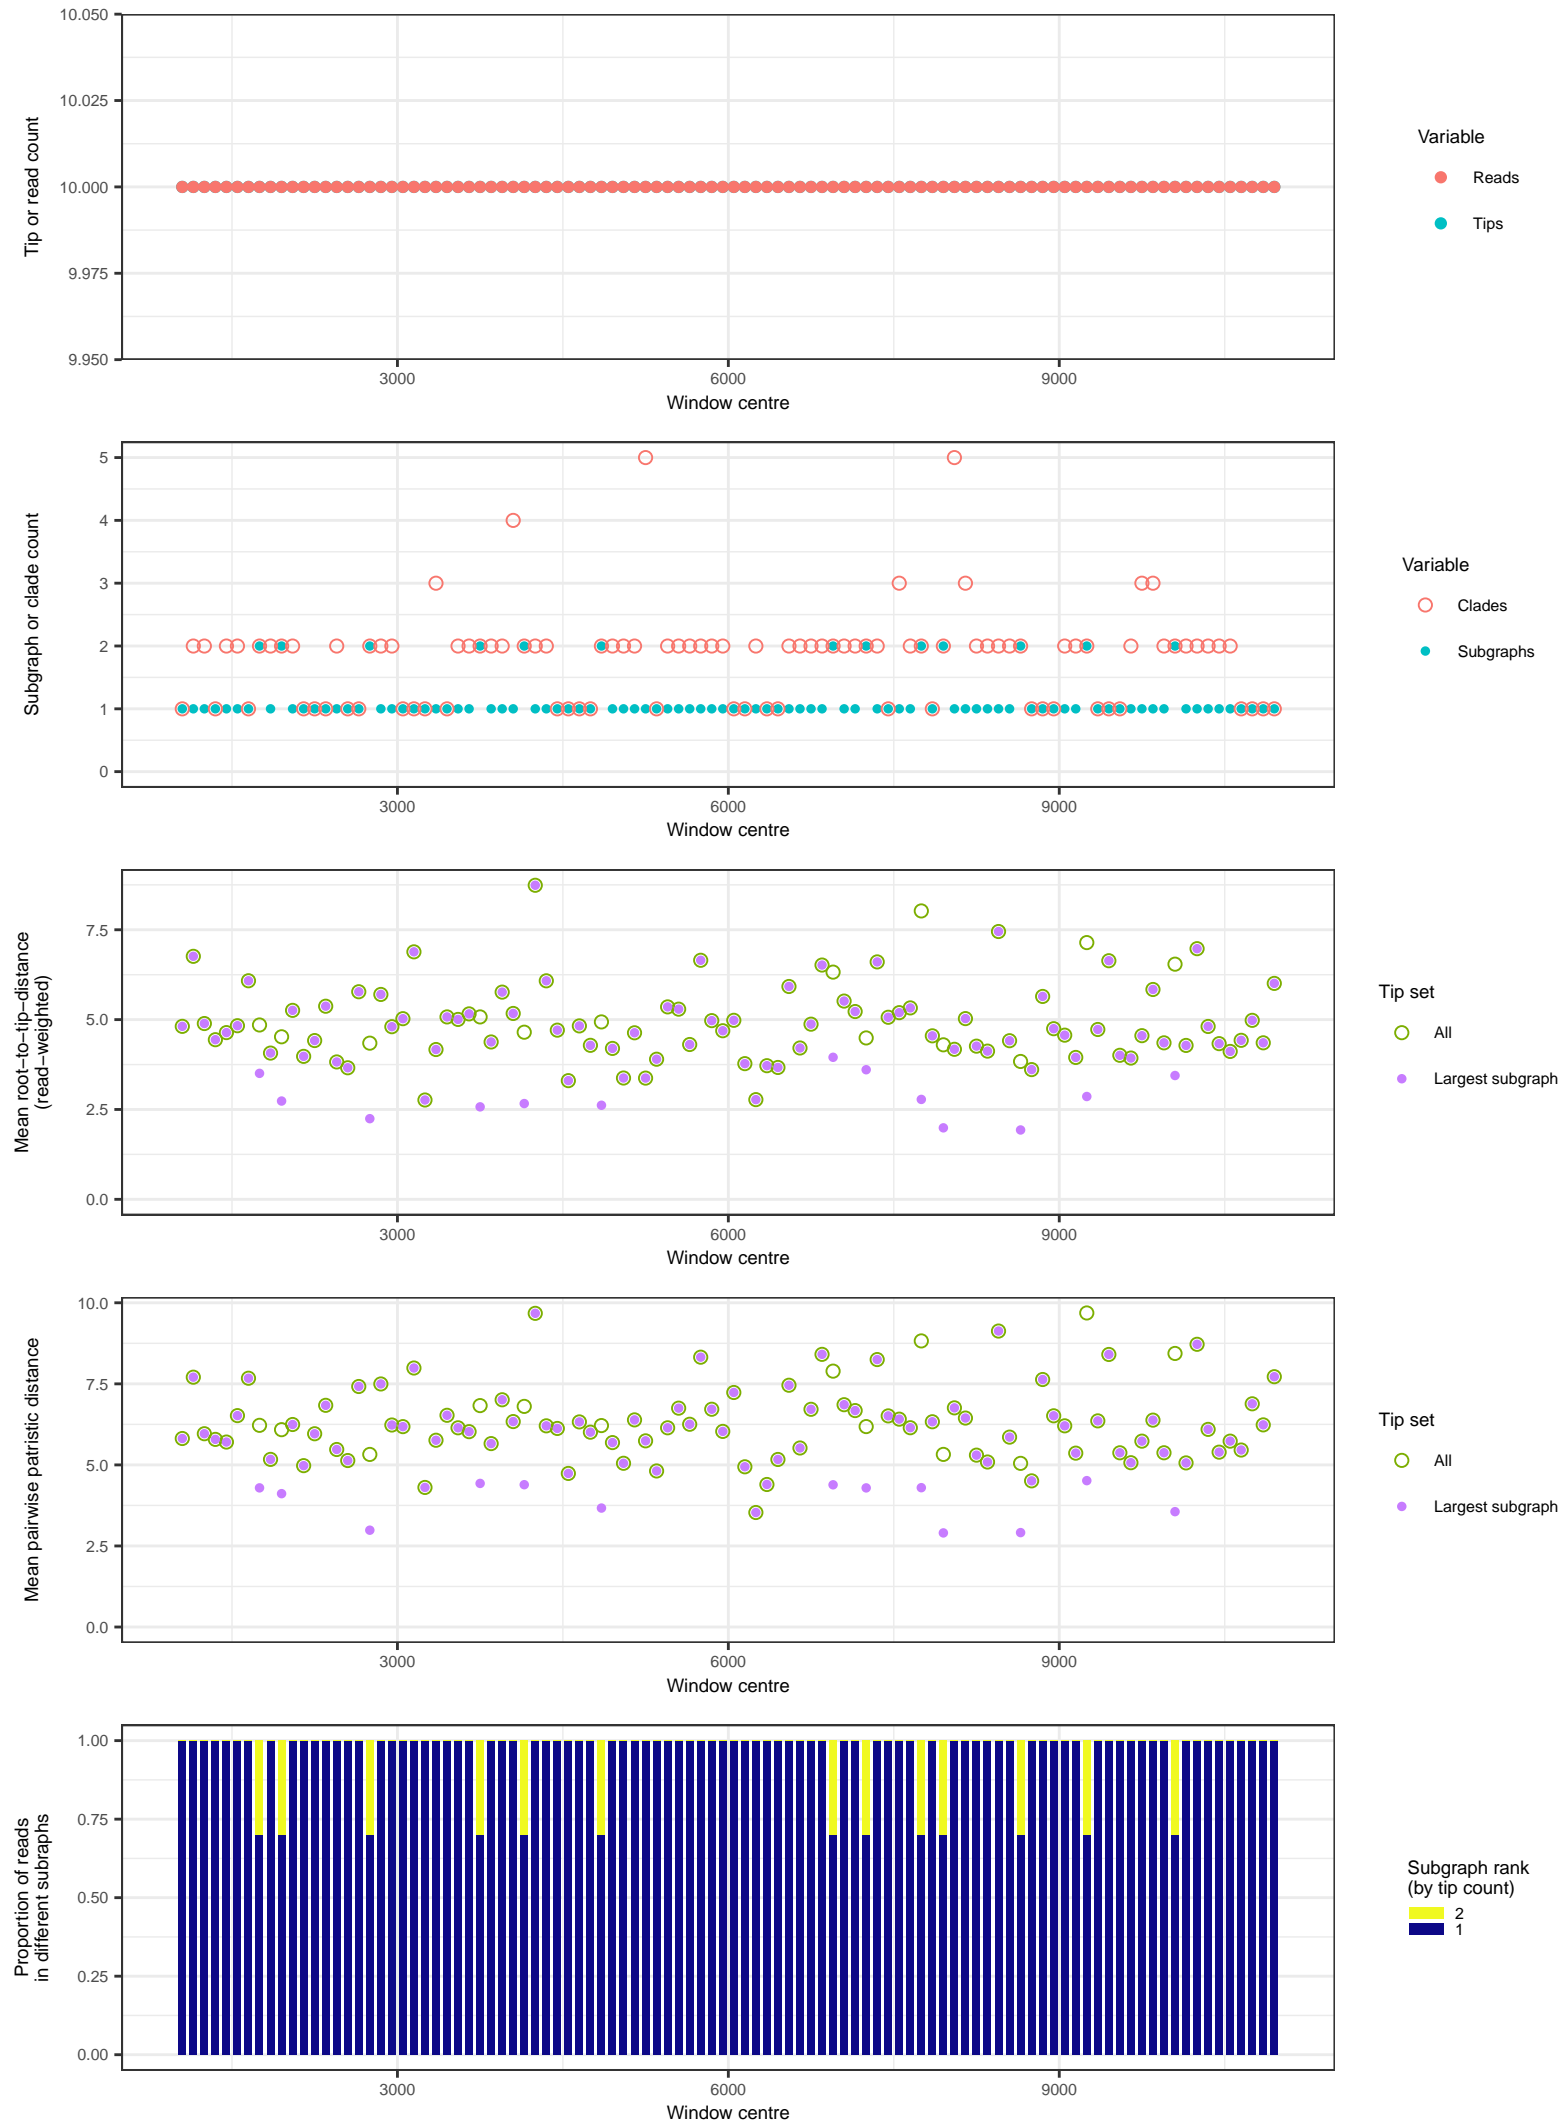 10.050
10.025
10.000
9.975
9.950
Tip or read count
3000
6000
9000
Window centre
Variable
Reads
Tips
5
4
3
2
1
0
Subgraph or clade count
3000
6000
9000
Window centre
Variable
Clades
Subgraphs
7.5
5.0
2.5
0.0
Mean root−to−tip−distance
(read−weighted)
3000
6000
9000
Window centre
Tip set
All
Largest subgraph
10.0
7.5
5.0
2.5
0.0
Mean pairwise patristic distance
3000
6000
9000
Window centre
Tip set
All
Largest subgraph
1.00
0.75
0.50
0.25
0.00
Proportion of reads
in different subraphs
3000
6000
9000
Window centre
Subgraph rank
(by tip count)
2
1